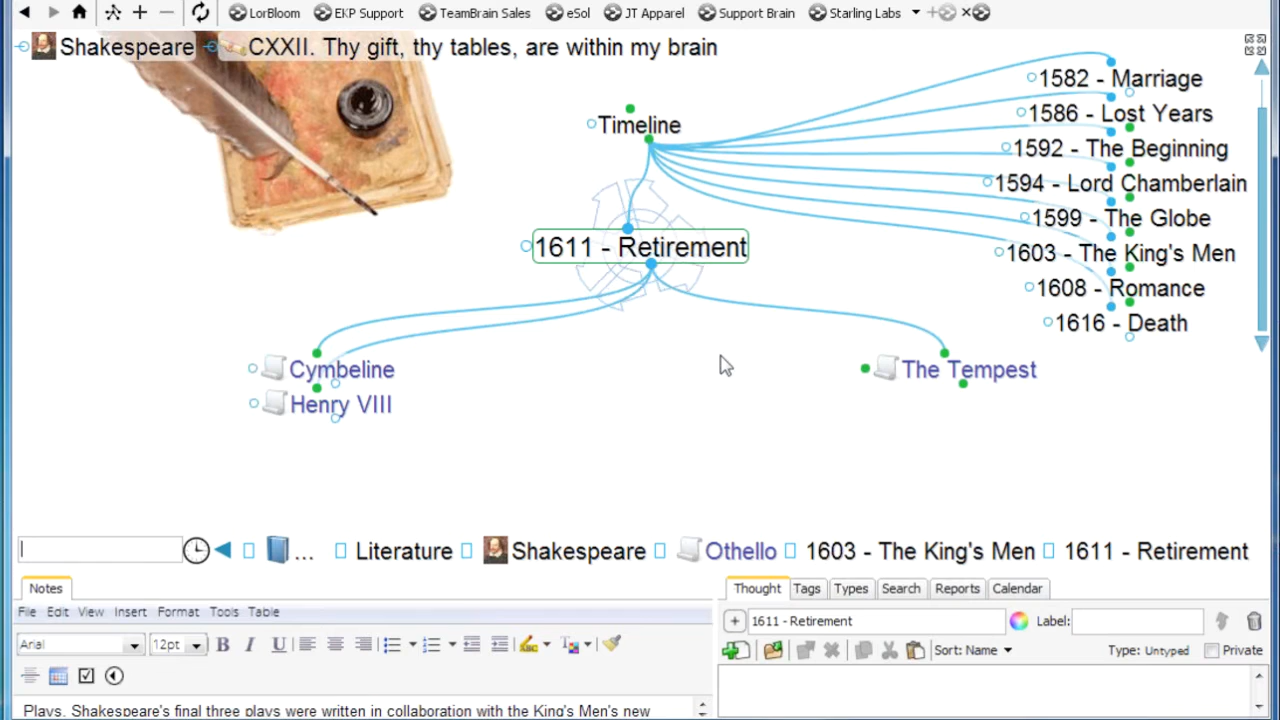 LorBloom EKP Support TeamBrain Sales eSol JT Apparel Support Brain Starling Labs
Shakespeare CXXII. Thy gift, thy tables, are within my brain
1582 - Marriage
1586 - Lost Years
Timeline
1592 - The Beginning
1594 - Lord Chamberlain
1599 - The Globe
1611 - Retirement
1603 - The King's Men
1608 - Romance
1616 - Death
Cymbeline
The Tempest
Henry VIII
... Literature Shakespeare Othello 1603 - The King's Men 1611 - Retirement
Notes
Thought Tags Types Search Reports Calendar
File Edit View Insert Format Tools Table
1611 - Retirement Label:
Arial 12pt B I U ABC T
Sort: Name Type: Untyped Private
Plays. Shakespeare's final three plays were written in collaboration with the King's Men's new